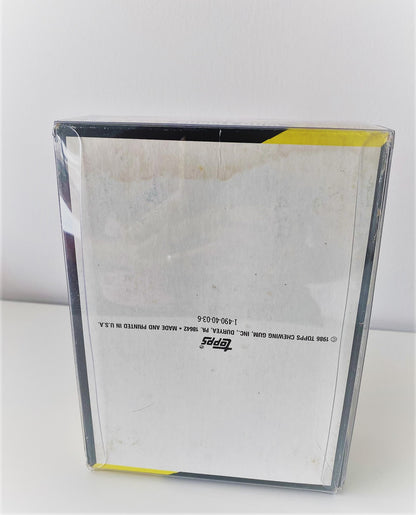 topps®
© 1986 TOPPS CHEWING GUM, INC., DURYEA, PA. 18642 • MADE AND PRINTED IN U.S.A.
1-490-40-03-6